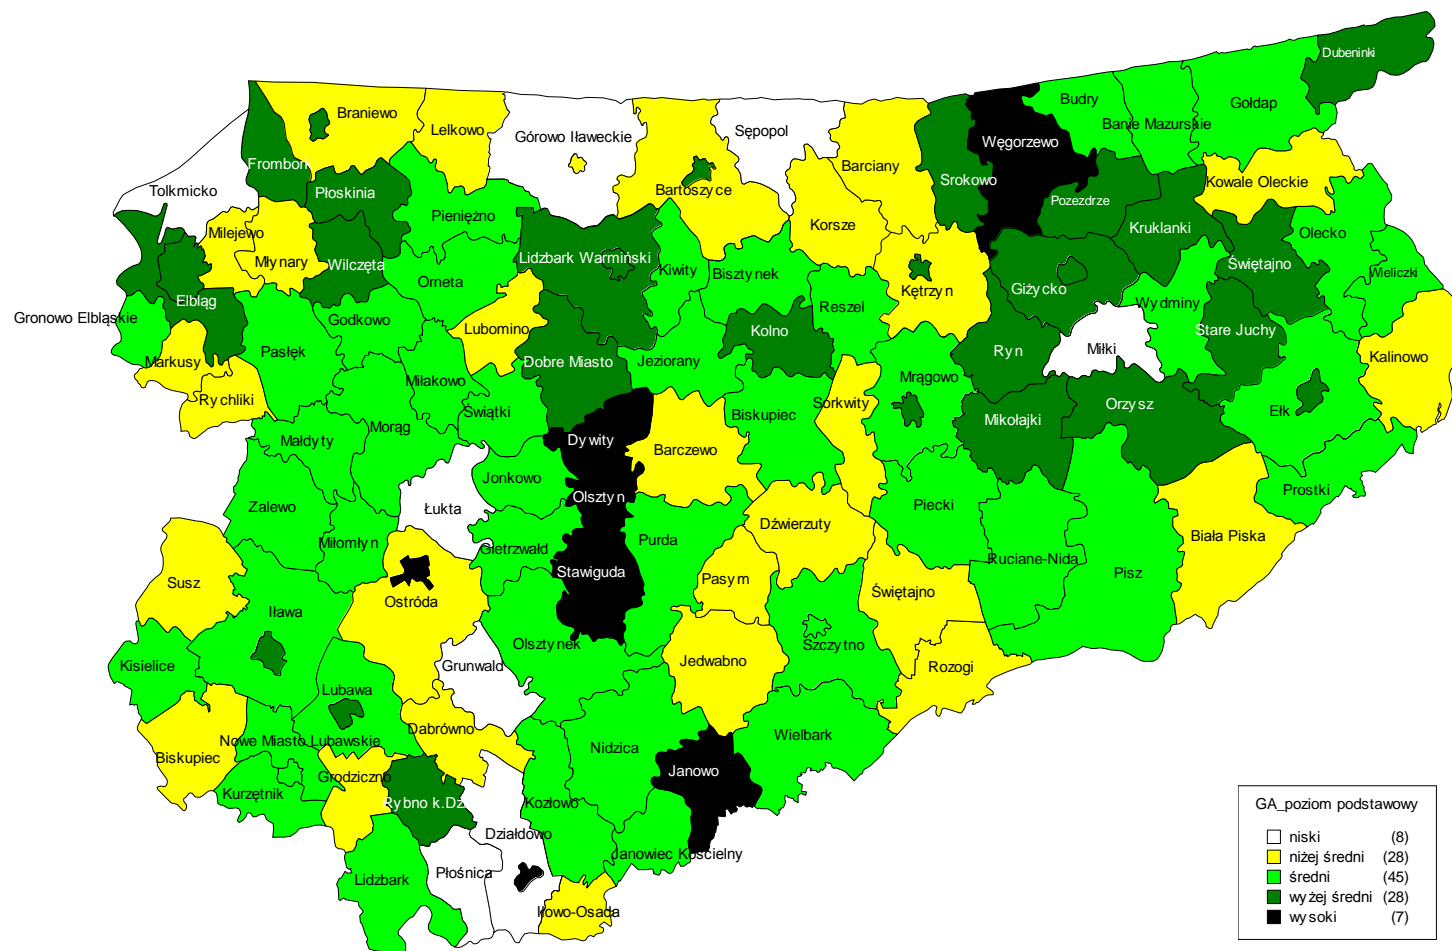 Dubeninki
Budry
Gołdap
Banie Mazurskie
Braniewo
Lelkowo
Górowo Iławeckie
Sępopol
Węgorzewo
Barciany
Frombork
Tolmicko
Płoskinia
Bartoszyce
Srokowo
Kowale Oleckie
Pozezdrze
Pieniężno
Korsze
Kruklanki
Milejewo
Olecko
Młynary
Wilczęta
Lidzbark Warmiński
Kiwity
Bisztynek
Świętajno
Wieliczki
Orneta
Kętrzyn
Giżycko
Elbląg
Reszel
Wydminy
Gronowo Elbląskie
Godkowo
Lubomino
Kolno
Stare Juchy
Pasłęk
Ryn
Miłki
Markusy
Dobre Miasto
Jeziorany
Kalinowo
Miłakowo
Mrągowo
Rychliki
Sorkwity
Orzysz
Świątki
Biskupiec
Ełk
Mikołajki
Morąg
Małdyty
Dywity
Barczewo
Jonkowo
Prostki
Olsztyn
Zalewo
Łukta
Piecki
Dźwierzuty
Miłomłyn
Purda
Biała Piska
Gietrzwałd
Ruciane-Nida
Stawiguda
Pisz
Susz
Pasym
Świętajno
Ostróda
Iława
Olsztynek
Szczytno
Kisielice
Grunwald
Jedwabno
Rozogi
Lubawa
Dabrówno
Wielbark
Nowe Miasto Lubawskie
Nidzica
Biskupiec
Janowo
Grodziczno
Kurzętnik
Rybno k.Dz.
Kozłowo
Działdowo
Janowiec Kościelny
Płośnica
Lidzbark
Iłowo-Osada
GA_poziom podstawowy
niski (8)
niżej średni (28)
średni (45)
wyżej średni (28)
wysoki (7)